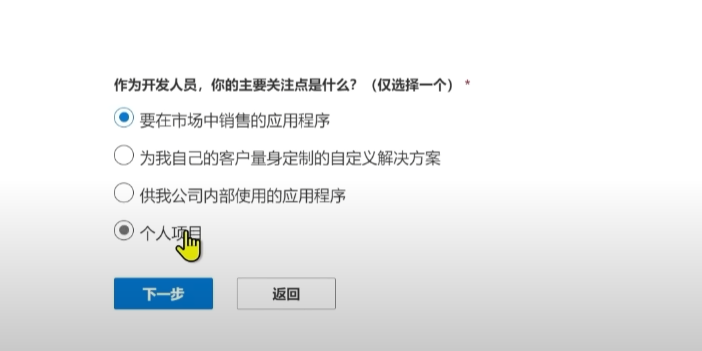 作为开发人员，你的主要关注点是什么？（仅选择一个） *
要在市场中销售的应用程序
为我自己的客户量身定制的自定义解决方案
供我公司内部使用的应用程序
个人项目
下一步 返回